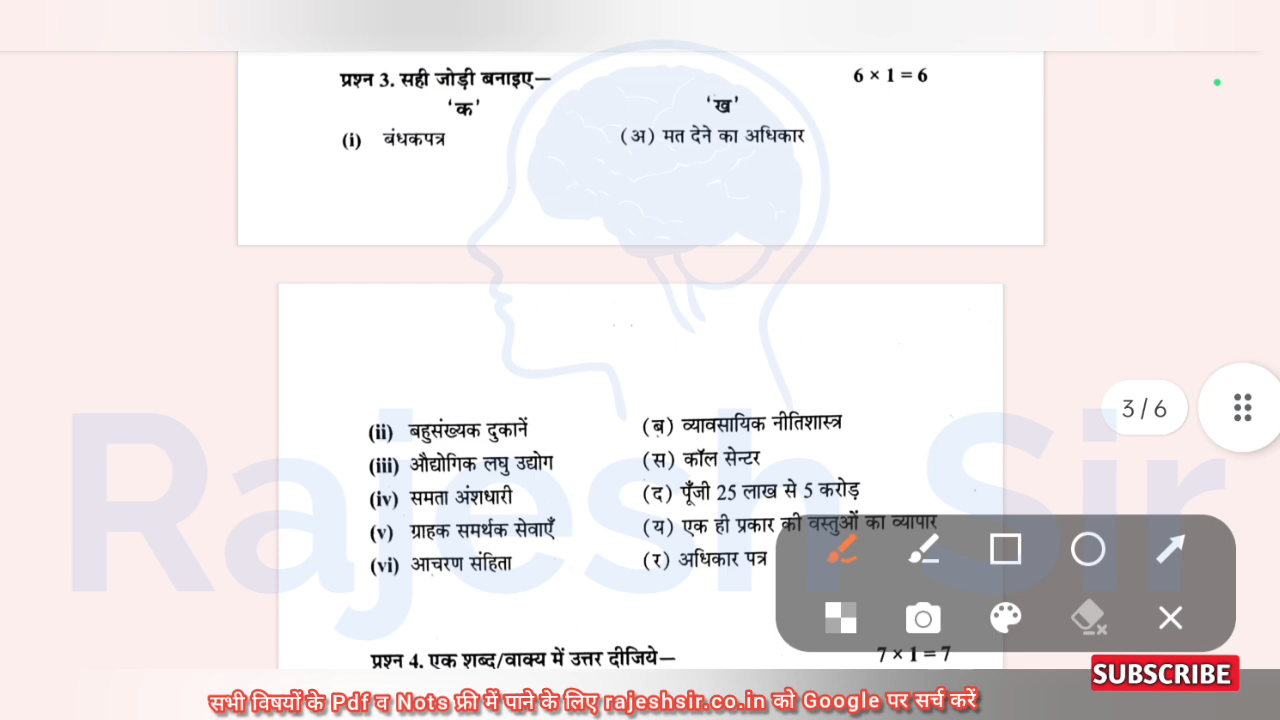 प्रश्न 3. सही जोड़ी बनाइए— 6 × 1 = 6
'क' 'ख'
(i) बंधकपत्र (अ) मत देने का अधिकार
(ii) बहुसंख्यक दुकानें (ब) व्यावसायिक नीतिशास्त्र
(iii) औद्योगिक लघु उद्योग (स) कॉल सेन्टर
(iv) समता अंशधारी (द) पूँजी 25 लाख से 5 करोड़
(v) ग्राहक समर्थक सेवाएँ (य) एक ही प्रकार की वस्तुओं का व्यापार
(vi) आचरण संहिता (र) अधिकार पत्र
प्रश्न 4. एक शब्द/वाक्य में उत्तर दीजिये— 7 × 1 = 7
3 / 6
Rajesh Sir
SUBSCRIBE
सभी विषयों के Pdf व Nots फ्री में पाने के लिए rajeshsir.co.in को Google पर सर्च करें